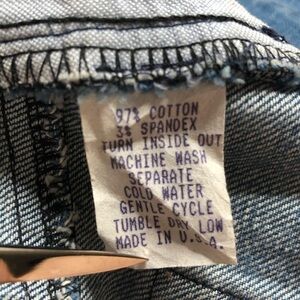 97% COTTON
3% SPANDEX
TURN INSIDE OUT
MACHINE WASH
SEPARATE
COLD WATER
GENTLE CYCLE
TUMBLE DRY LOW
MADE IN U.S.A.